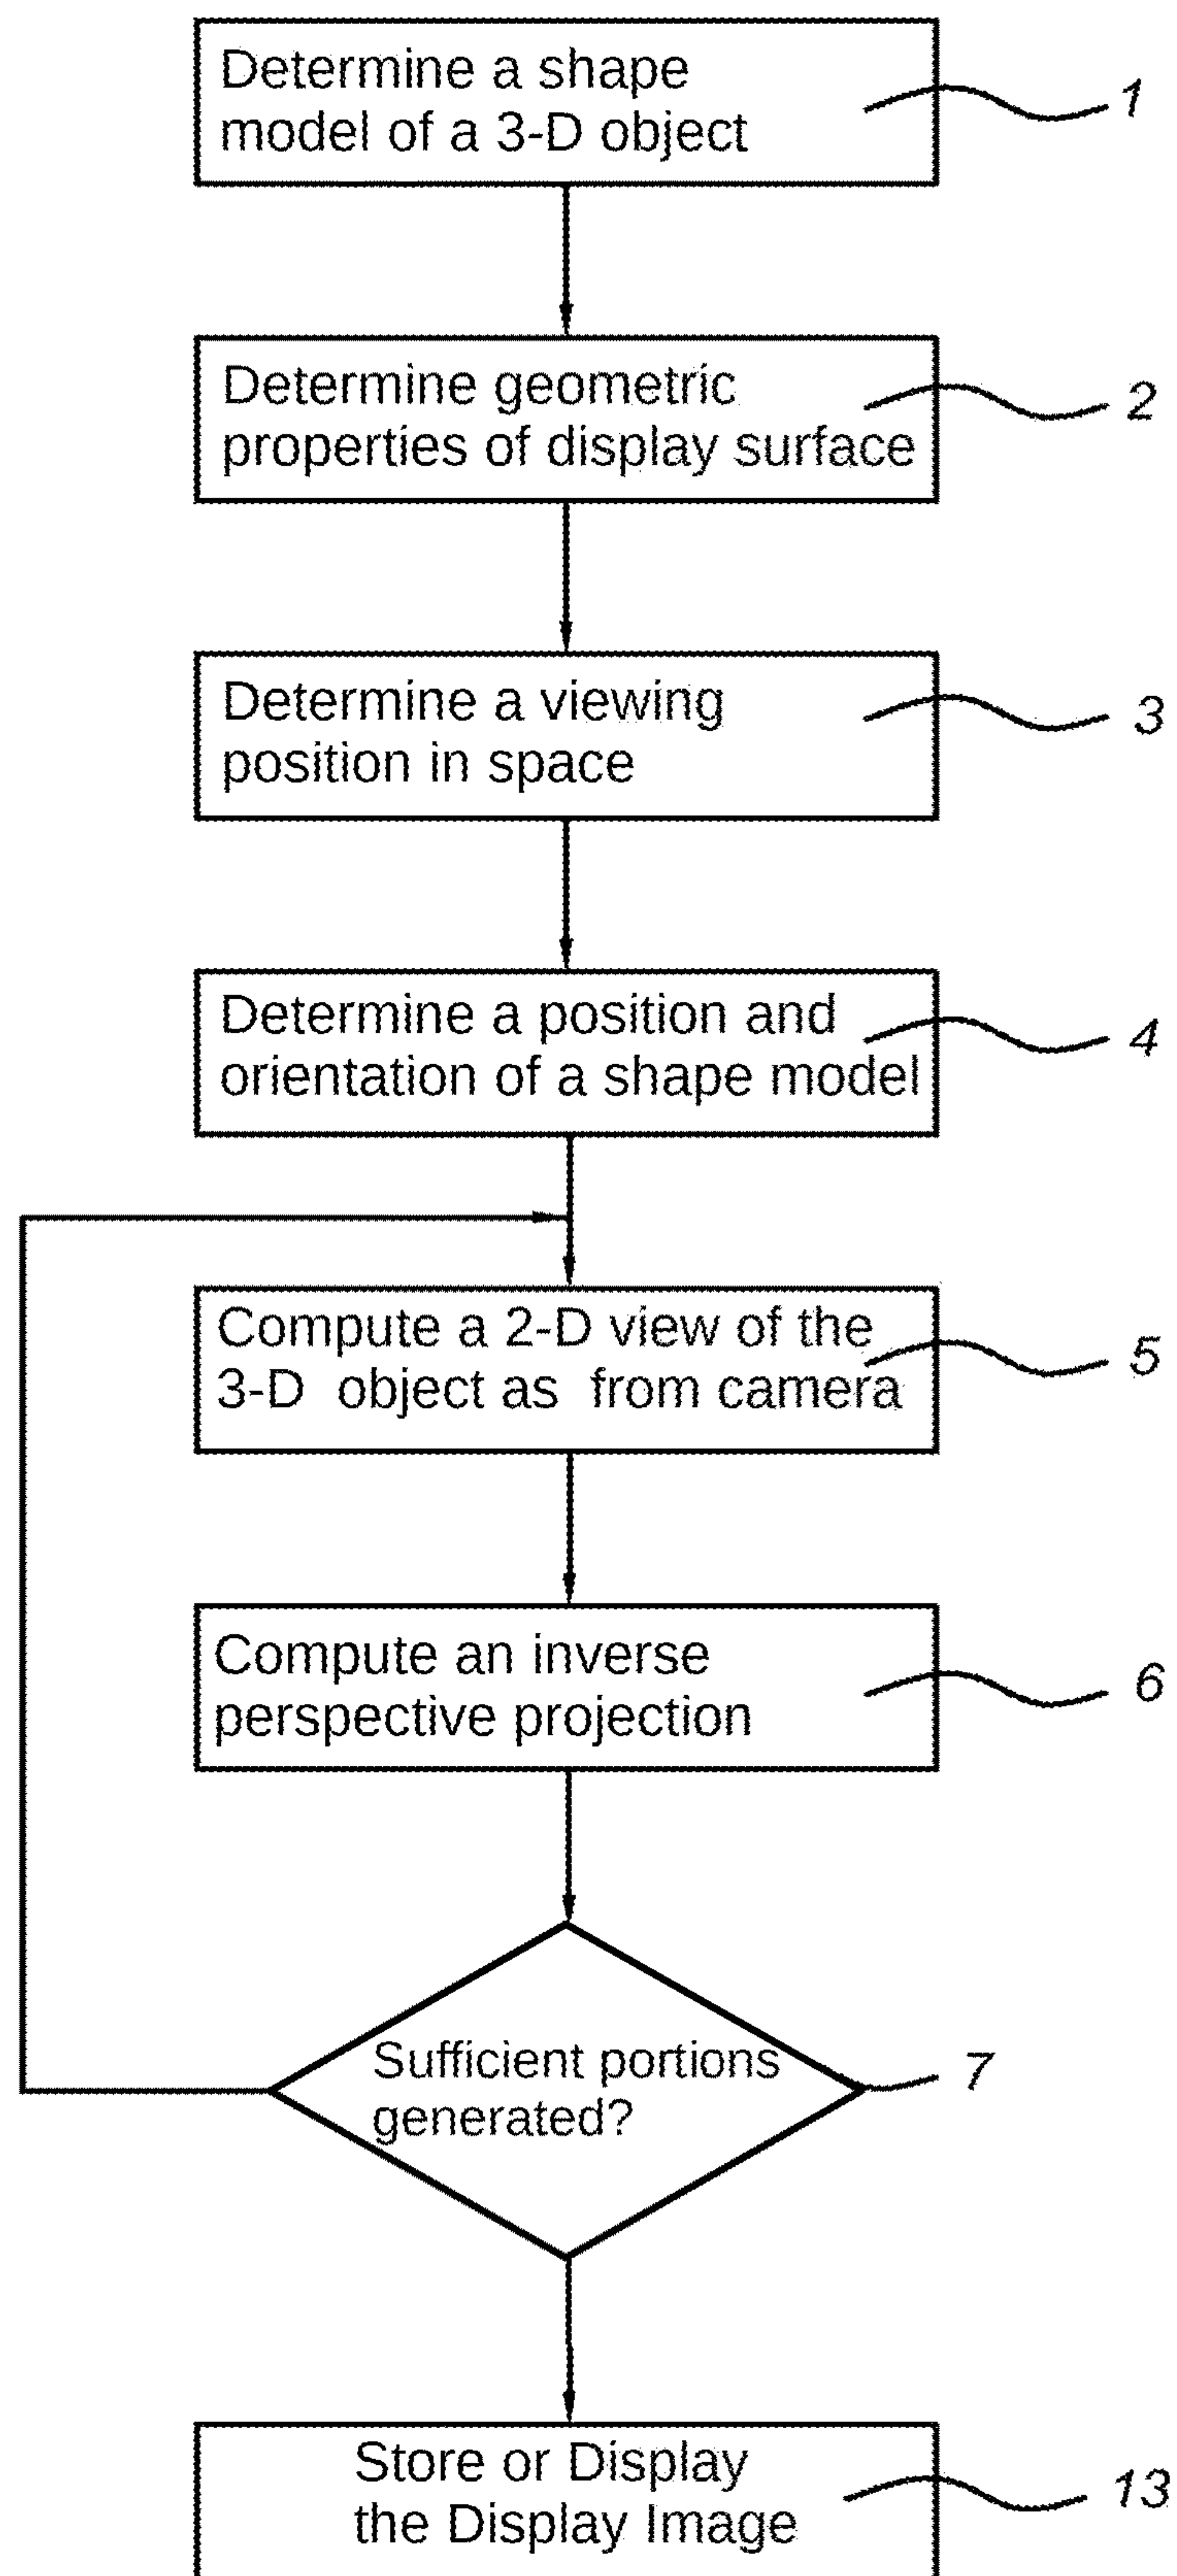 Determine a shape
model of a 3-D object
1
Determine geometric
properties of display surface
2
Determine a viewing
position in space
3
Determine a position and
orientation of a shape model
4
Compute a 2-D view of the
3-D object as from camera
5
Compute an inverse
perspective projection
6
Sufficient portions
generated?
7
Store or Display
the Display Image
13